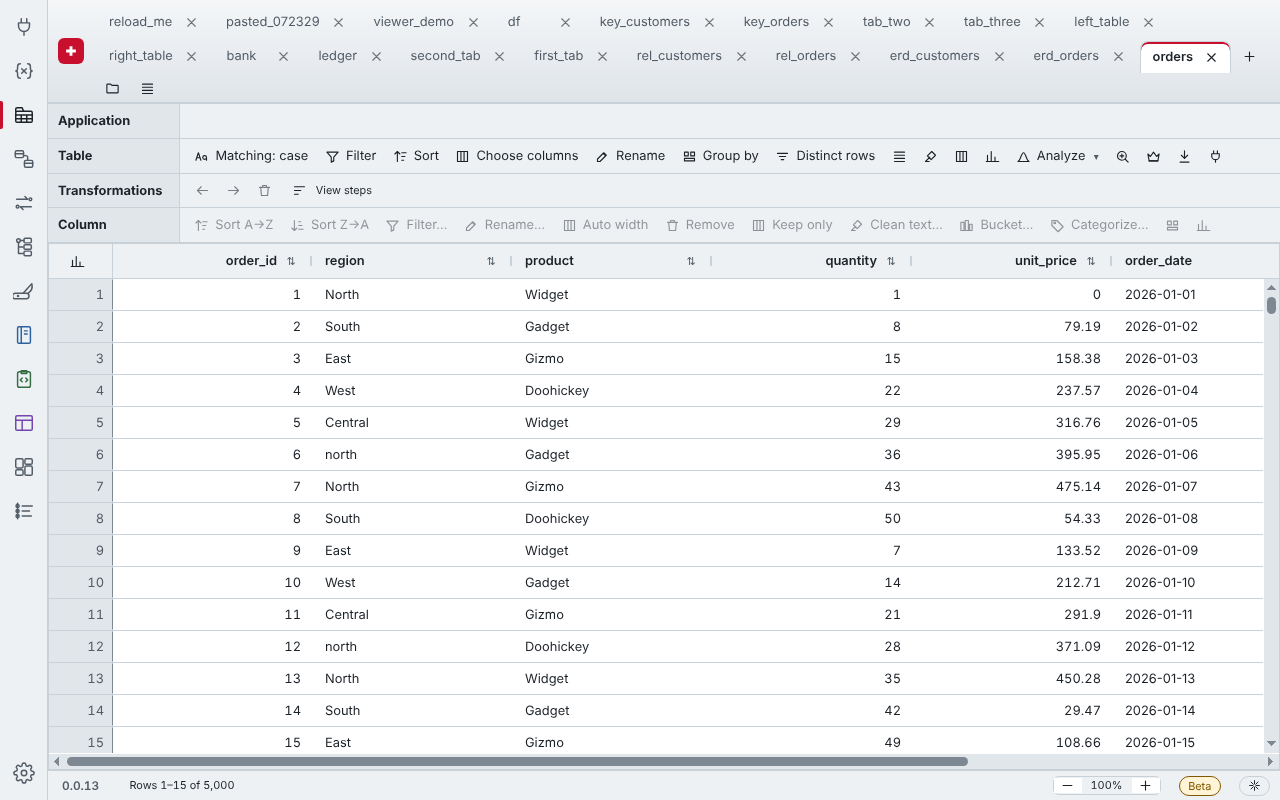 reload_me pasted_072329 viewer_demo df key_customers key_orders tab_two tab_three left_table
right_table bank ledger second_tab first_tab rel_customers rel_orders erd_customers erd_orders orders
Application
Table Matching: case Filter Sort Choose columns Rename Group by Distinct rows Analyze
Transformations View steps
Column Sort A→Z Sort Z→A Filter... Rename... Auto width Remove Keep only Clean text... Bucket... Categorize...
order_id region product quantity unit_price order_date
1 1 North Widget 1 0 2026-01-01
2 2 South Gadget 8 79.19 2026-01-02
3 3 East Gizmo 15 158.38 2026-01-03
4 4 West Doohickey 22 237.57 2026-01-04
5 5 Central Widget 29 316.76 2026-01-05
6 6 north Gadget 36 395.95 2026-01-06
7 7 North Gizmo 43 475.14 2026-01-07
8 8 South Doohickey 50 54.33 2026-01-08
9 9 East Widget 7 133.52 2026-01-09
10 10 West Gadget 14 212.71 2026-01-10
11 11 Central Gizmo 21 291.9 2026-01-11
12 12 north Doohickey 28 371.09 2026-01-12
13 13 North Widget 35 450.28 2026-01-13
14 14 South Gadget 42 29.47 2026-01-14
15 15 East Gizmo 49 108.66 2026-01-15
0.0.13 Rows 1–15 of 5,000 100% Beta